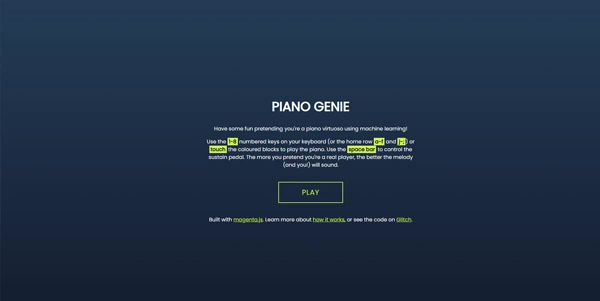 PIANO GENIE
Have some fun pretending you're a piano virtuoso using machine learning!
Use the 1-8 numbered keys on your keyboard (or the home row a-f and j-;) or
touch the coloured blocks to play the piano. Use the space bar to control the
sustain pedal. The more you pretend you're a real player, the better the melody
(and you!) will sound.
PLAY
Built with magenta.js. Learn more about how it works, or see the code on Glitch.